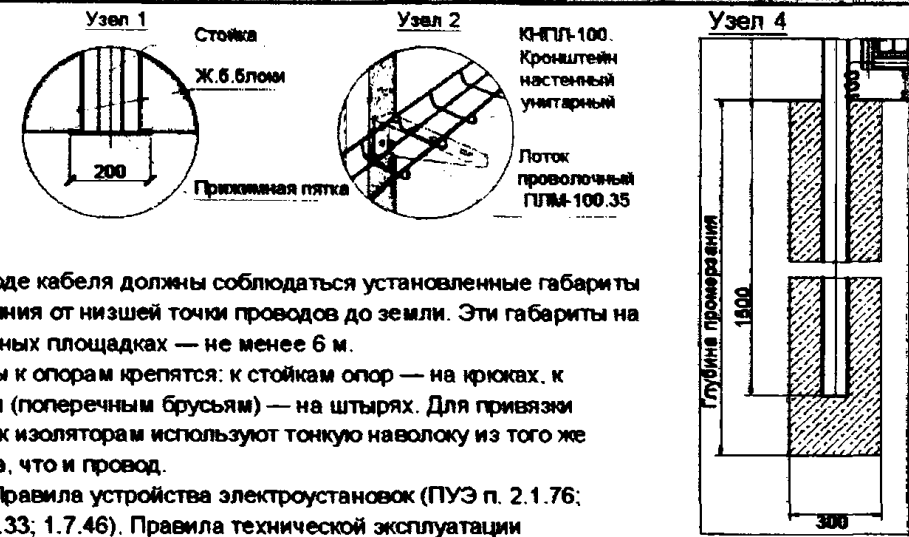 Узел 1
Стойка
Ж.б.блоки
200
Прижимная пятка
Узел 2
КНПЛ-100.
Кронштейн
настенный
унитарный
Лоток
проволочный
ПЛМ-100.35
Узел 4
100
Глубина промерзания
1500
300
оде кабеля должны соблюдаться установленные габариты
ния от низшей точки проводов до земли. Эти габариты на
ных площадках — не менее 6 м.
ы к опорам крепятся: к стойкам опор — на крюках, к
и (поперечным брусьям) — на штырях. Для привязки
к изоляторам используют тонкую наволоку из того же
а, что и провод.
Правила устройства электроустановок (ПУЭ п. 2.1.76;
.33; 1.7.46). Правила технической эксплуатации